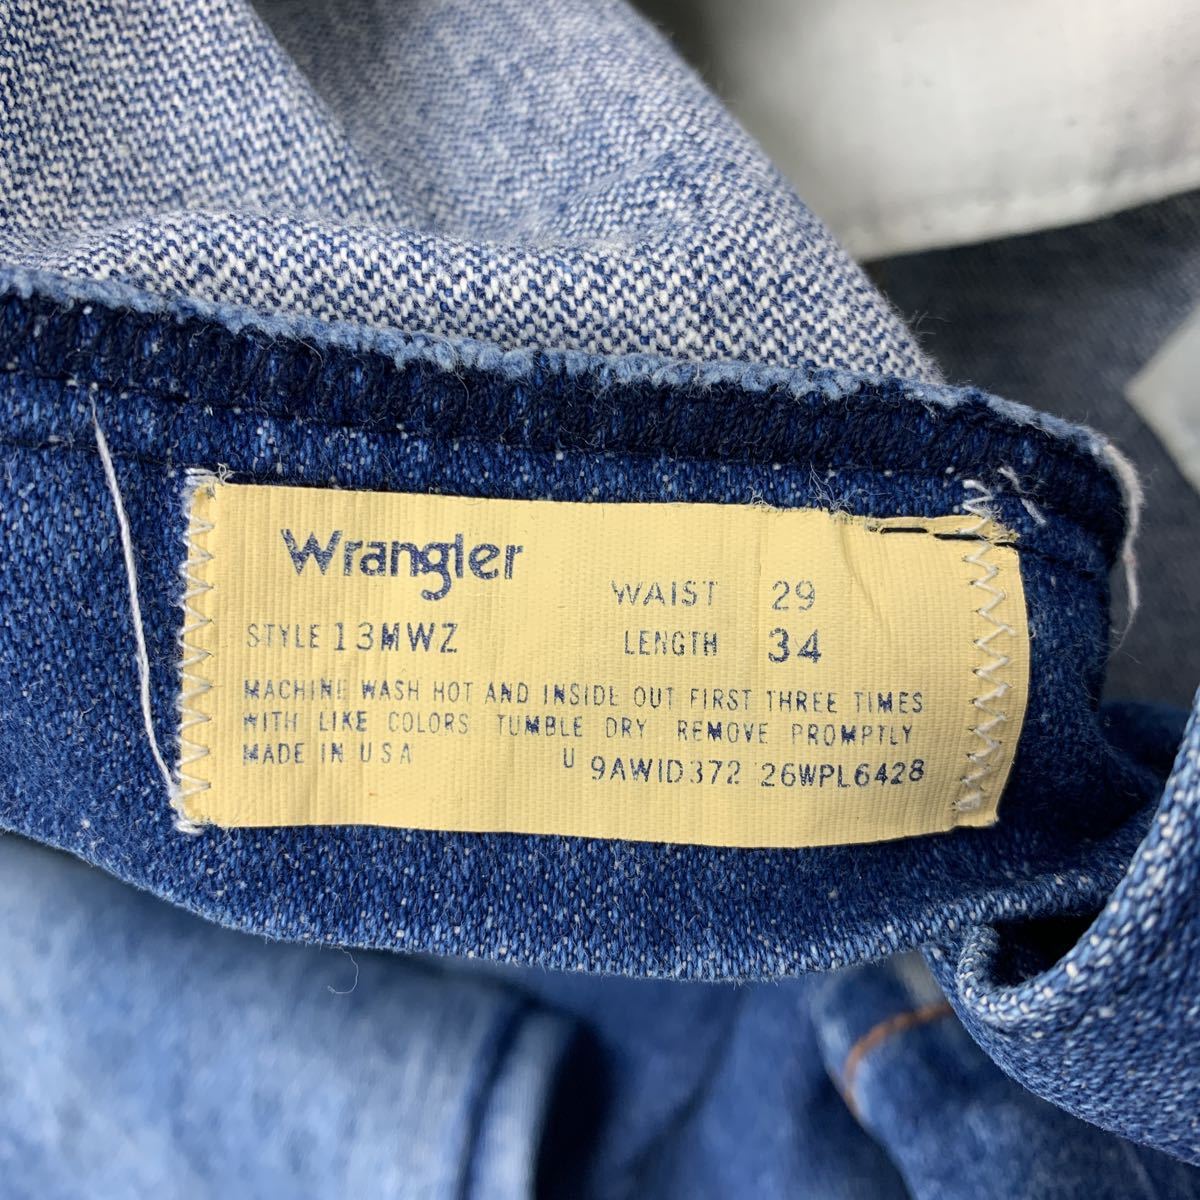 Wrangler
WAIST 29
STYLE 13MWZ LENGTH 34
MACHINE WASH HOT AND INSIDE OUT FIRST THREE TIMES
WITH LIKE COLORS TUMBLE DRY REMOVE PROMPTLY
MADE IN USA U 9AWID372 26WPL6428